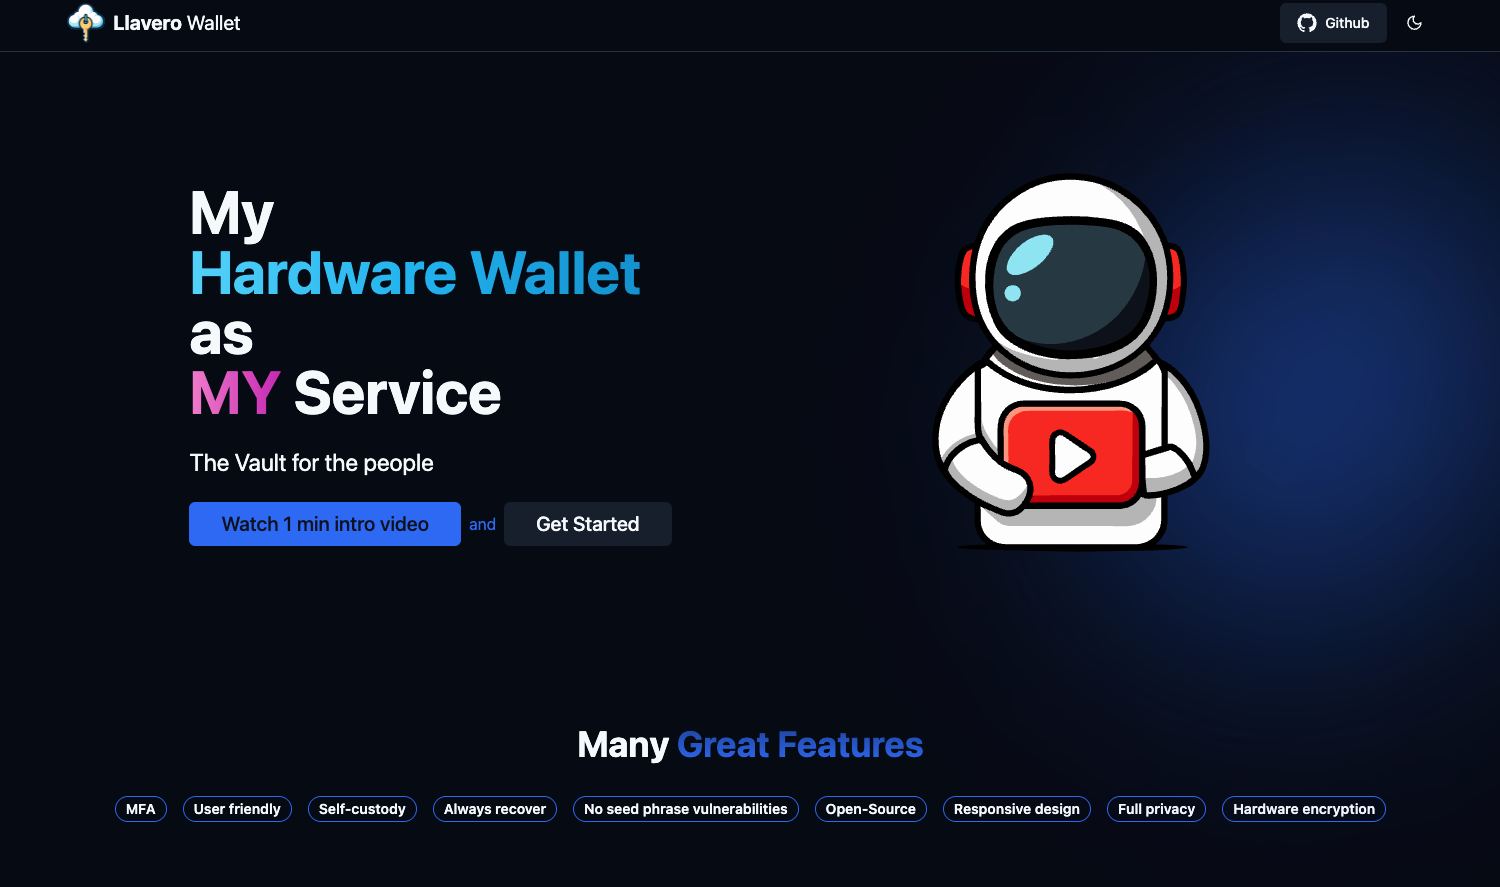 Llavero Wallet
Github
My
Hardware Wallet
as
MY Service
The Vault for the people
Watch 1 min intro video and Get Started
Many Great Features
MFA User friendly Self-custody Always recover No seed phrase vulnerabilities Open-Source Responsive design Full privacy Hardware encryption